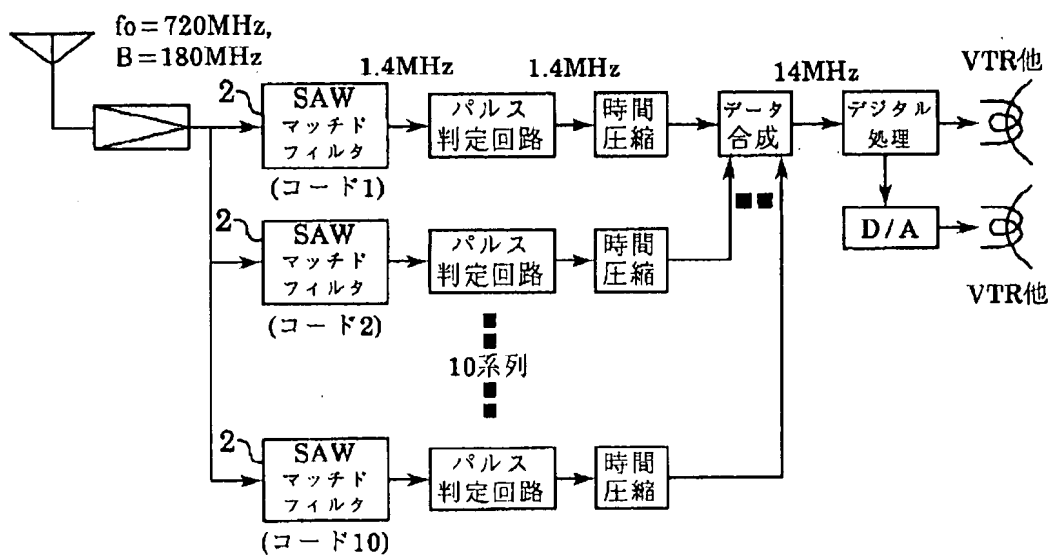 fo＝720MHz,
B＝180MHz
1.4MHz
1.4MHz
14MHz
VTR他
2
SAW
マッチド
フィルタ
(コード1)
パルス
判定回路
時間
圧縮
データ
合成
デジタル
処理
D/A
VTR他
2
SAW
マッチド
フィルタ
(コード2)
パルス
判定回路
時間
圧縮
10系列
2
SAW
マッチド
フィルタ
(コード10)
パルス
判定回路
時間
圧縮